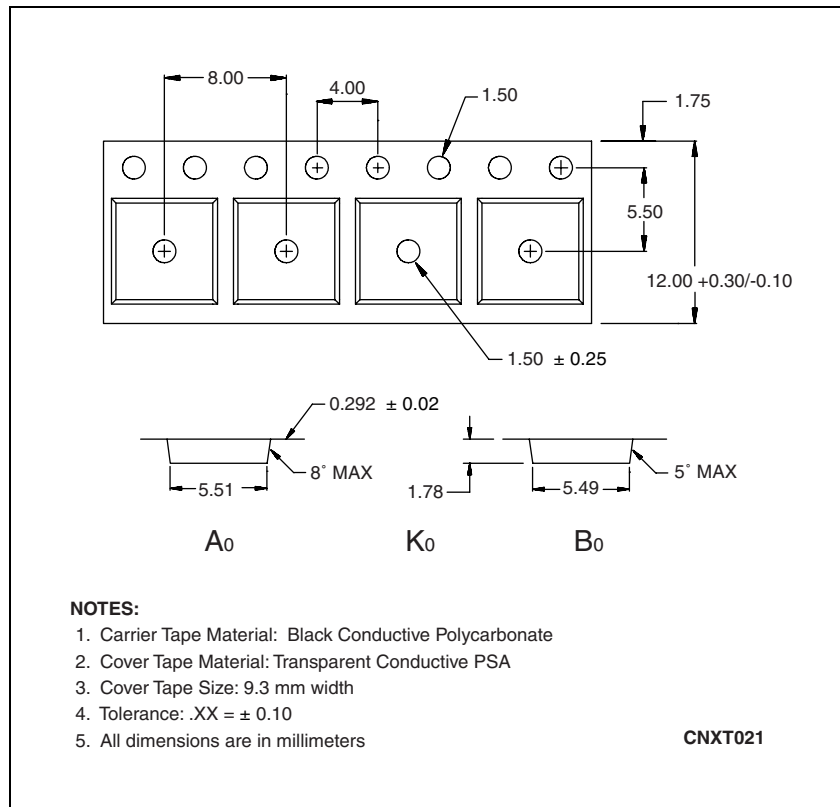 8.00
4.00
1.50
1.75
5.50
12.00 +0.30/-0.10
1.50 ± 0.25
0.292 ± 0.02
8° MAX
5.51
1.78
5° MAX
5.49
A0
K0
B0
NOTES:
1. Carrier Tape Material: Black Conductive Polycarbonate
2. Cover Tape Material: Transparent Conductive PSA
3. Cover Tape Size: 9.3 mm width
4. Tolerance: .XX = ± 0.10
5. All dimensions are in millimeters
CNXT021